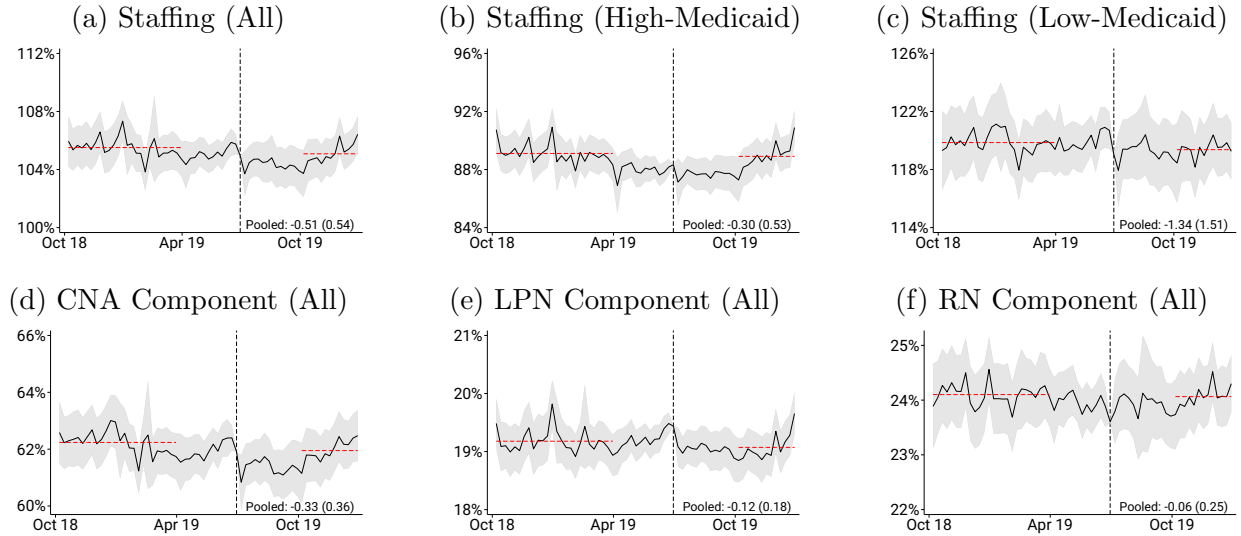 (a) Staffing (All)
(b) Staffing (High-Medicaid)
(c) Staffing (Low-Medicaid)
112%
108%
104%
100%
Oct 18
Apr 19
Oct 19
Pooled: -0.51 (0.54)
96%
92%
88%
84%
Oct 18
Apr 19
Oct 19
Pooled: -0.30 (0.53)
126%
122%
118%
114%
Oct 18
Apr 19
Oct 19
Pooled: -1.34 (1.51)
(d) CNA Component (All)
(e) LPN Component (All)
(f) RN Component (All)
66%
64%
62%
60%
Oct 18
Apr 19
Oct 19
Pooled: -0.33 (0.36)
21%
20%
19%
18%
Oct 18
Apr 19
Oct 19
Pooled: -0.12 (0.18)
25%
24%
23%
22%
Oct 18
Apr 19
Oct 19
Pooled: -0.06 (0.25)